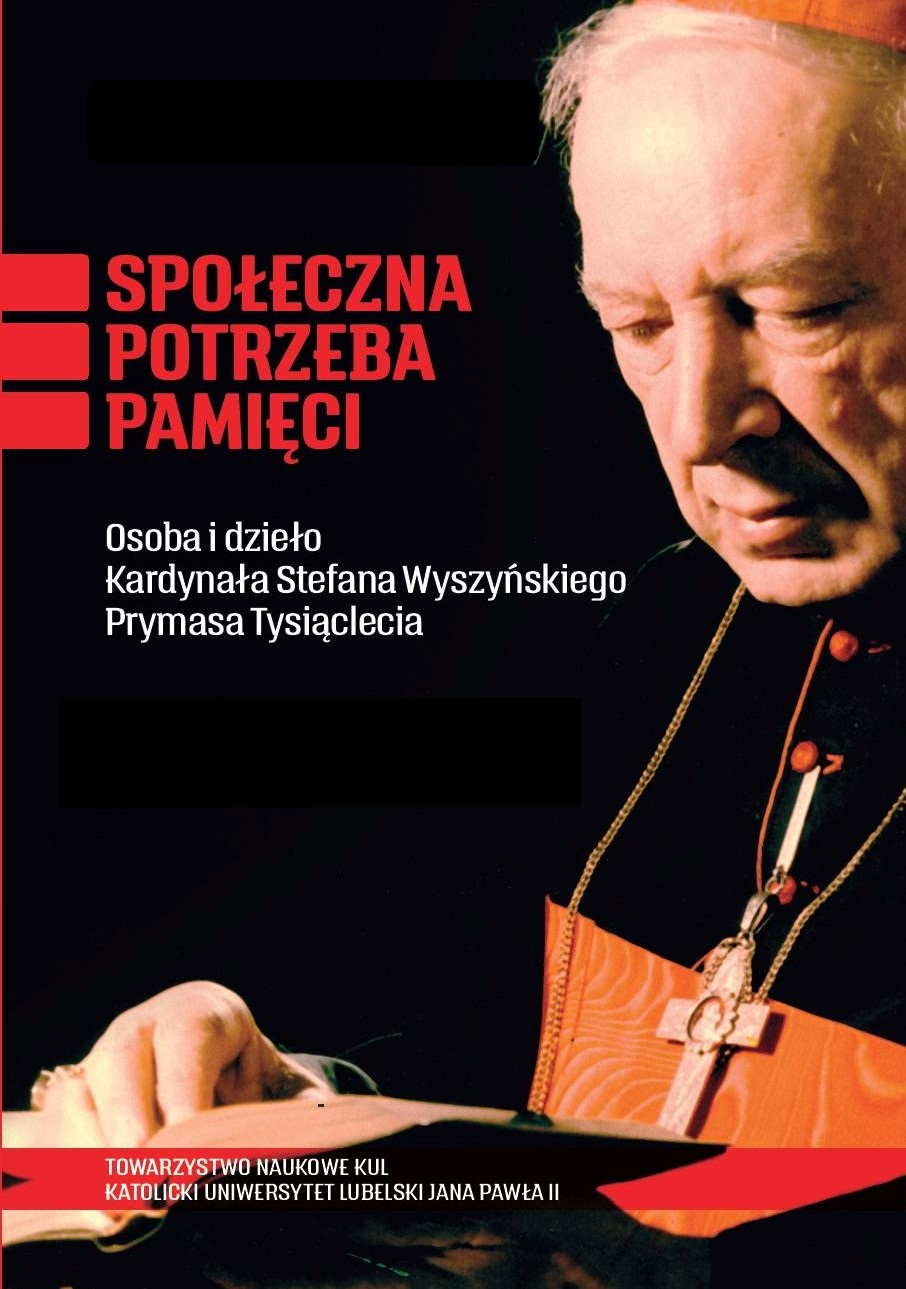 SPOŁECZNA
POTRZEBA
PAMIĘCI
Osoba i dzieło
Kardynała Stefana Wyszyńskiego
Prymasa Tysiąclecia
TOWARZYSTWO NAUKOWE KUL
KATOLICKI UNIWERSYTET LUBELSKI JANA PAWŁA II